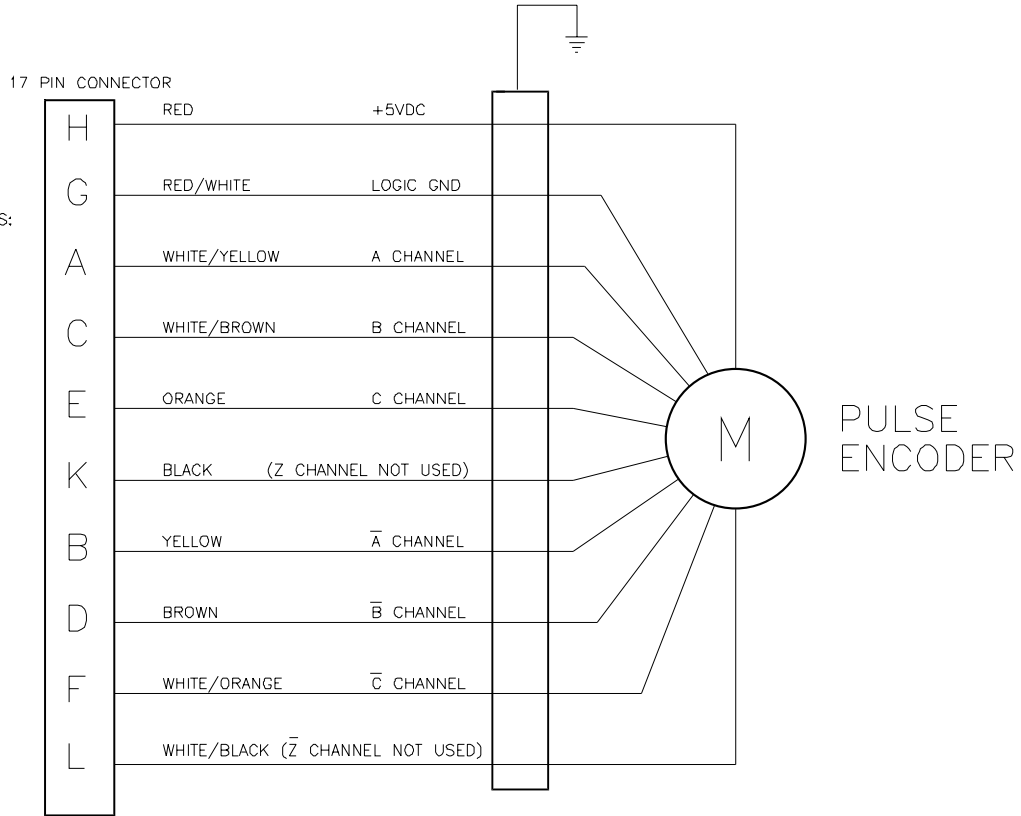 17 PIN CONNECTOR
H RED +5VDC
G RED/WHITE LOGIC GND
S:
A WHITE/YELLOW A CHANNEL
C WHITE/BROWN B CHANNEL
E ORANGE C CHANNEL
M
PULSE
ENCODER
K BLACK (Z CHANNEL NOT USED)
B YELLOW A̅ CHANNEL
D BROWN B̅ CHANNEL
F WHITE/ORANGE C̅ CHANNEL
L WHITE/BLACK (Z̅ CHANNEL NOT USED)